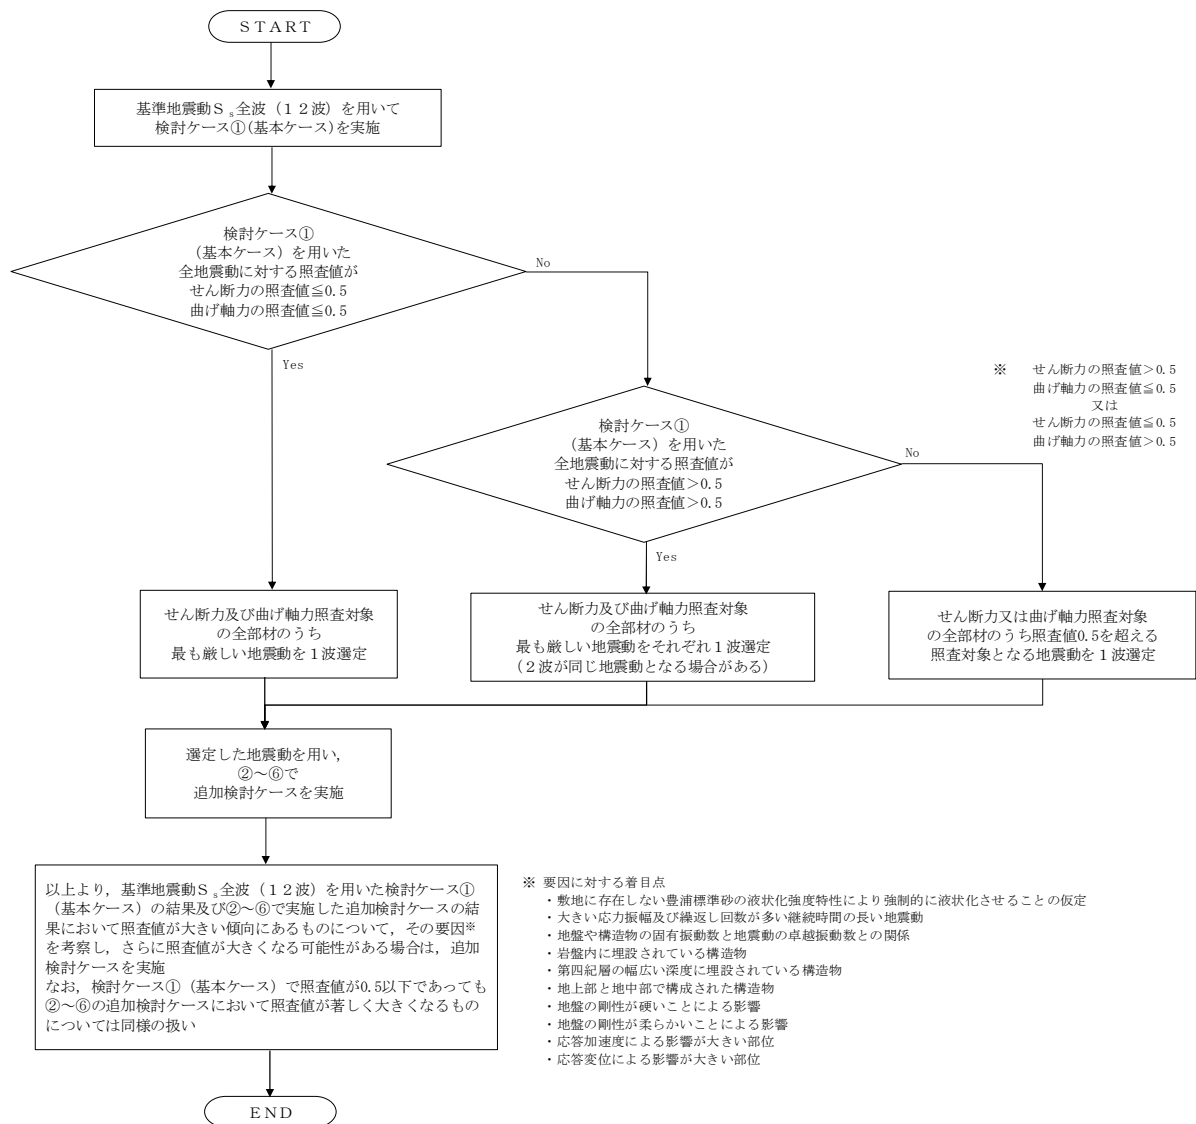 ＳＴＡＲＴ
基準地震動Ｓｓ全波（１２波）を用いて
検討ケース①(基本ケース)を実施
検討ケース①
（基本ケース）を用いた
全地震動に対する照査値が
せん断力の照査値≦0.5
曲げ軸力の照査値≦0.5
No
Yes
※ せん断力の照査値＞0.5
曲げ軸力の照査値≦0.5
又は
せん断力の照査値≦0.5
曲げ軸力の照査値＞0.5
検討ケース①
（基本ケース）を用いた
全地震動に対する照査値が
せん断力の照査値＞0.5
曲げ軸力の照査値＞0.5
No
Yes
せん断力及び曲げ軸力照査対象
の全部材のうち
最も厳しい地震動を１波選定
せん断力及び曲げ軸力照査対象
の全部材のうち
最も厳しい地震動をそれぞれ１波選定
（２波が同じ地震動となる場合がある）
せん断力又は曲げ軸力照査対象
の全部材のうち照査値0.5を超える
照査対象となる地震動を１波選定
選定した地震動を用い，
②～⑥で
追加検討ケースを実施
以上より，基準地震動Ｓｓ全波（１２波）を用いた検討ケース①
（基本ケース）の結果及び②～⑥で実施した追加検討ケースの結
果において照査値が大きい傾向にあるものについて，その要因※
を考察し，さらに照査値が大きくなる可能性がある場合は，追加
検討ケースを実施
なお，検討ケース①（基本ケース）で照査値が0.5以下であっても
②～⑥の追加検討ケースにおいて照査値が著しく大きくなるもの
については同様の扱い
※ 要因に対する着目点
・敷地に存在しない豊浦標準砂の液状化強度特性により強制的に液状化させることの仮定
・大きい応力振幅及び繰返し回数が多い継続時間の長い地震動
・地盤や構造物の固有振動数と地震動の卓越振動数との関係
・岩盤内に埋設されている構造物
・第四紀層の幅広い深度に埋設されている構造物
・地上部と地中部で構成された構造物
・地盤の剛性が硬いことによる影響
・地盤の剛性が柔らかいことによる影響
・応答加速度による影響が大きい部位
・応答変位による影響が大きい部位
ＥＮＤ